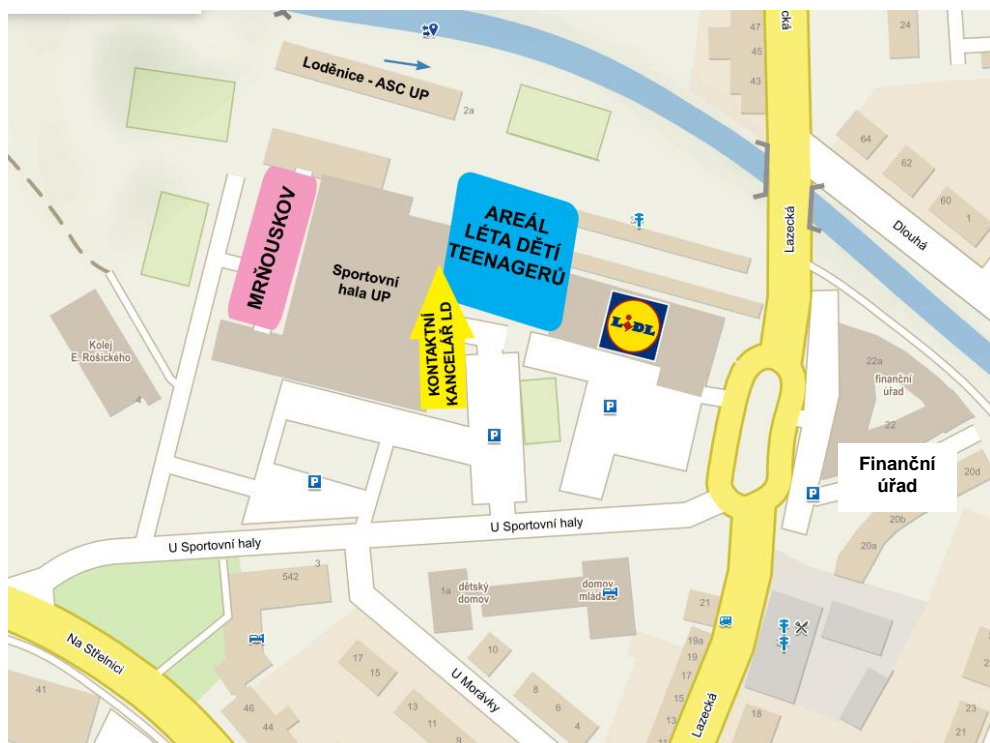 cká
47
45
43
24
Loděnice - ASC UP
2a
64
62
60
1
Dlouhá
Lazecká
MRŇOUSKOV
AREÁL
LÉTA DĚTÍ
TEENAGERŮ
Sportovní
hala UP
KONTAKTNÍ
KANCELÁŘ LD
LiDL
Kolej
E. Rošického
4
22a
finanční
úřad
22
P
P
P
P
Finanční
úřad
20d
20b
20a
U Sportovní haly
U Sportovní haly
3
542
1a
dětský
domov
domov
mládeže
21
19a
19
17
15
13
11
Na Střelnici
17
15
13
11
9
10
8
6
4
U Morávky
46
44
41
Lazecká
18
23
21